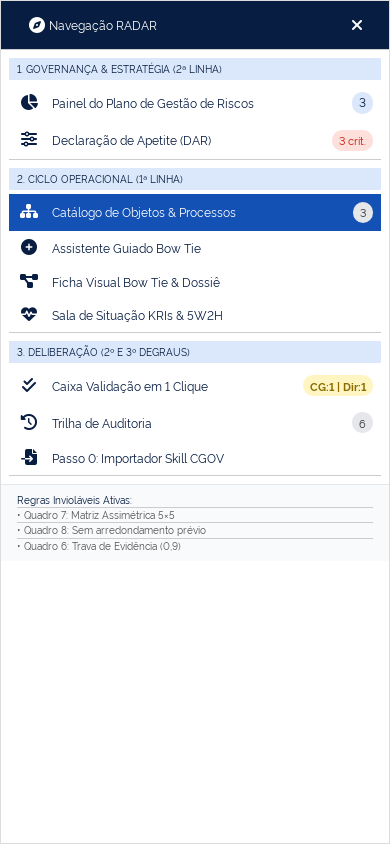 Navegação RADAR
1. GOVERNANÇA & ESTRATÉGIA (2ª LINHA)
Painel do Plano de Gestão de Riscos 3
Declaração de Apetite (DAR) 3 crít.
2. CICLO OPERACIONAL (1ª LINHA)
Catálogo de Objetos & Processos 3
Assistente Guiado Bow Tie
Ficha Visual Bow Tie & Dossiê
Sala de Situação KRIs & 5W2H
3. DELIBERAÇÃO (2º E 3º DEGRAUS)
Caixa Validação em 1 Clique CG:1 | Dir:1
Trilha de Auditoria 6
Passo 0: Importador Skill CGOV
Regras Invioláveis Ativas:
• Quadro 7: Matriz Assimétrica 5×5
• Quadro 8: Sem arredondamento prévio
• Quadro 6: Trava de Evidência (0,9)